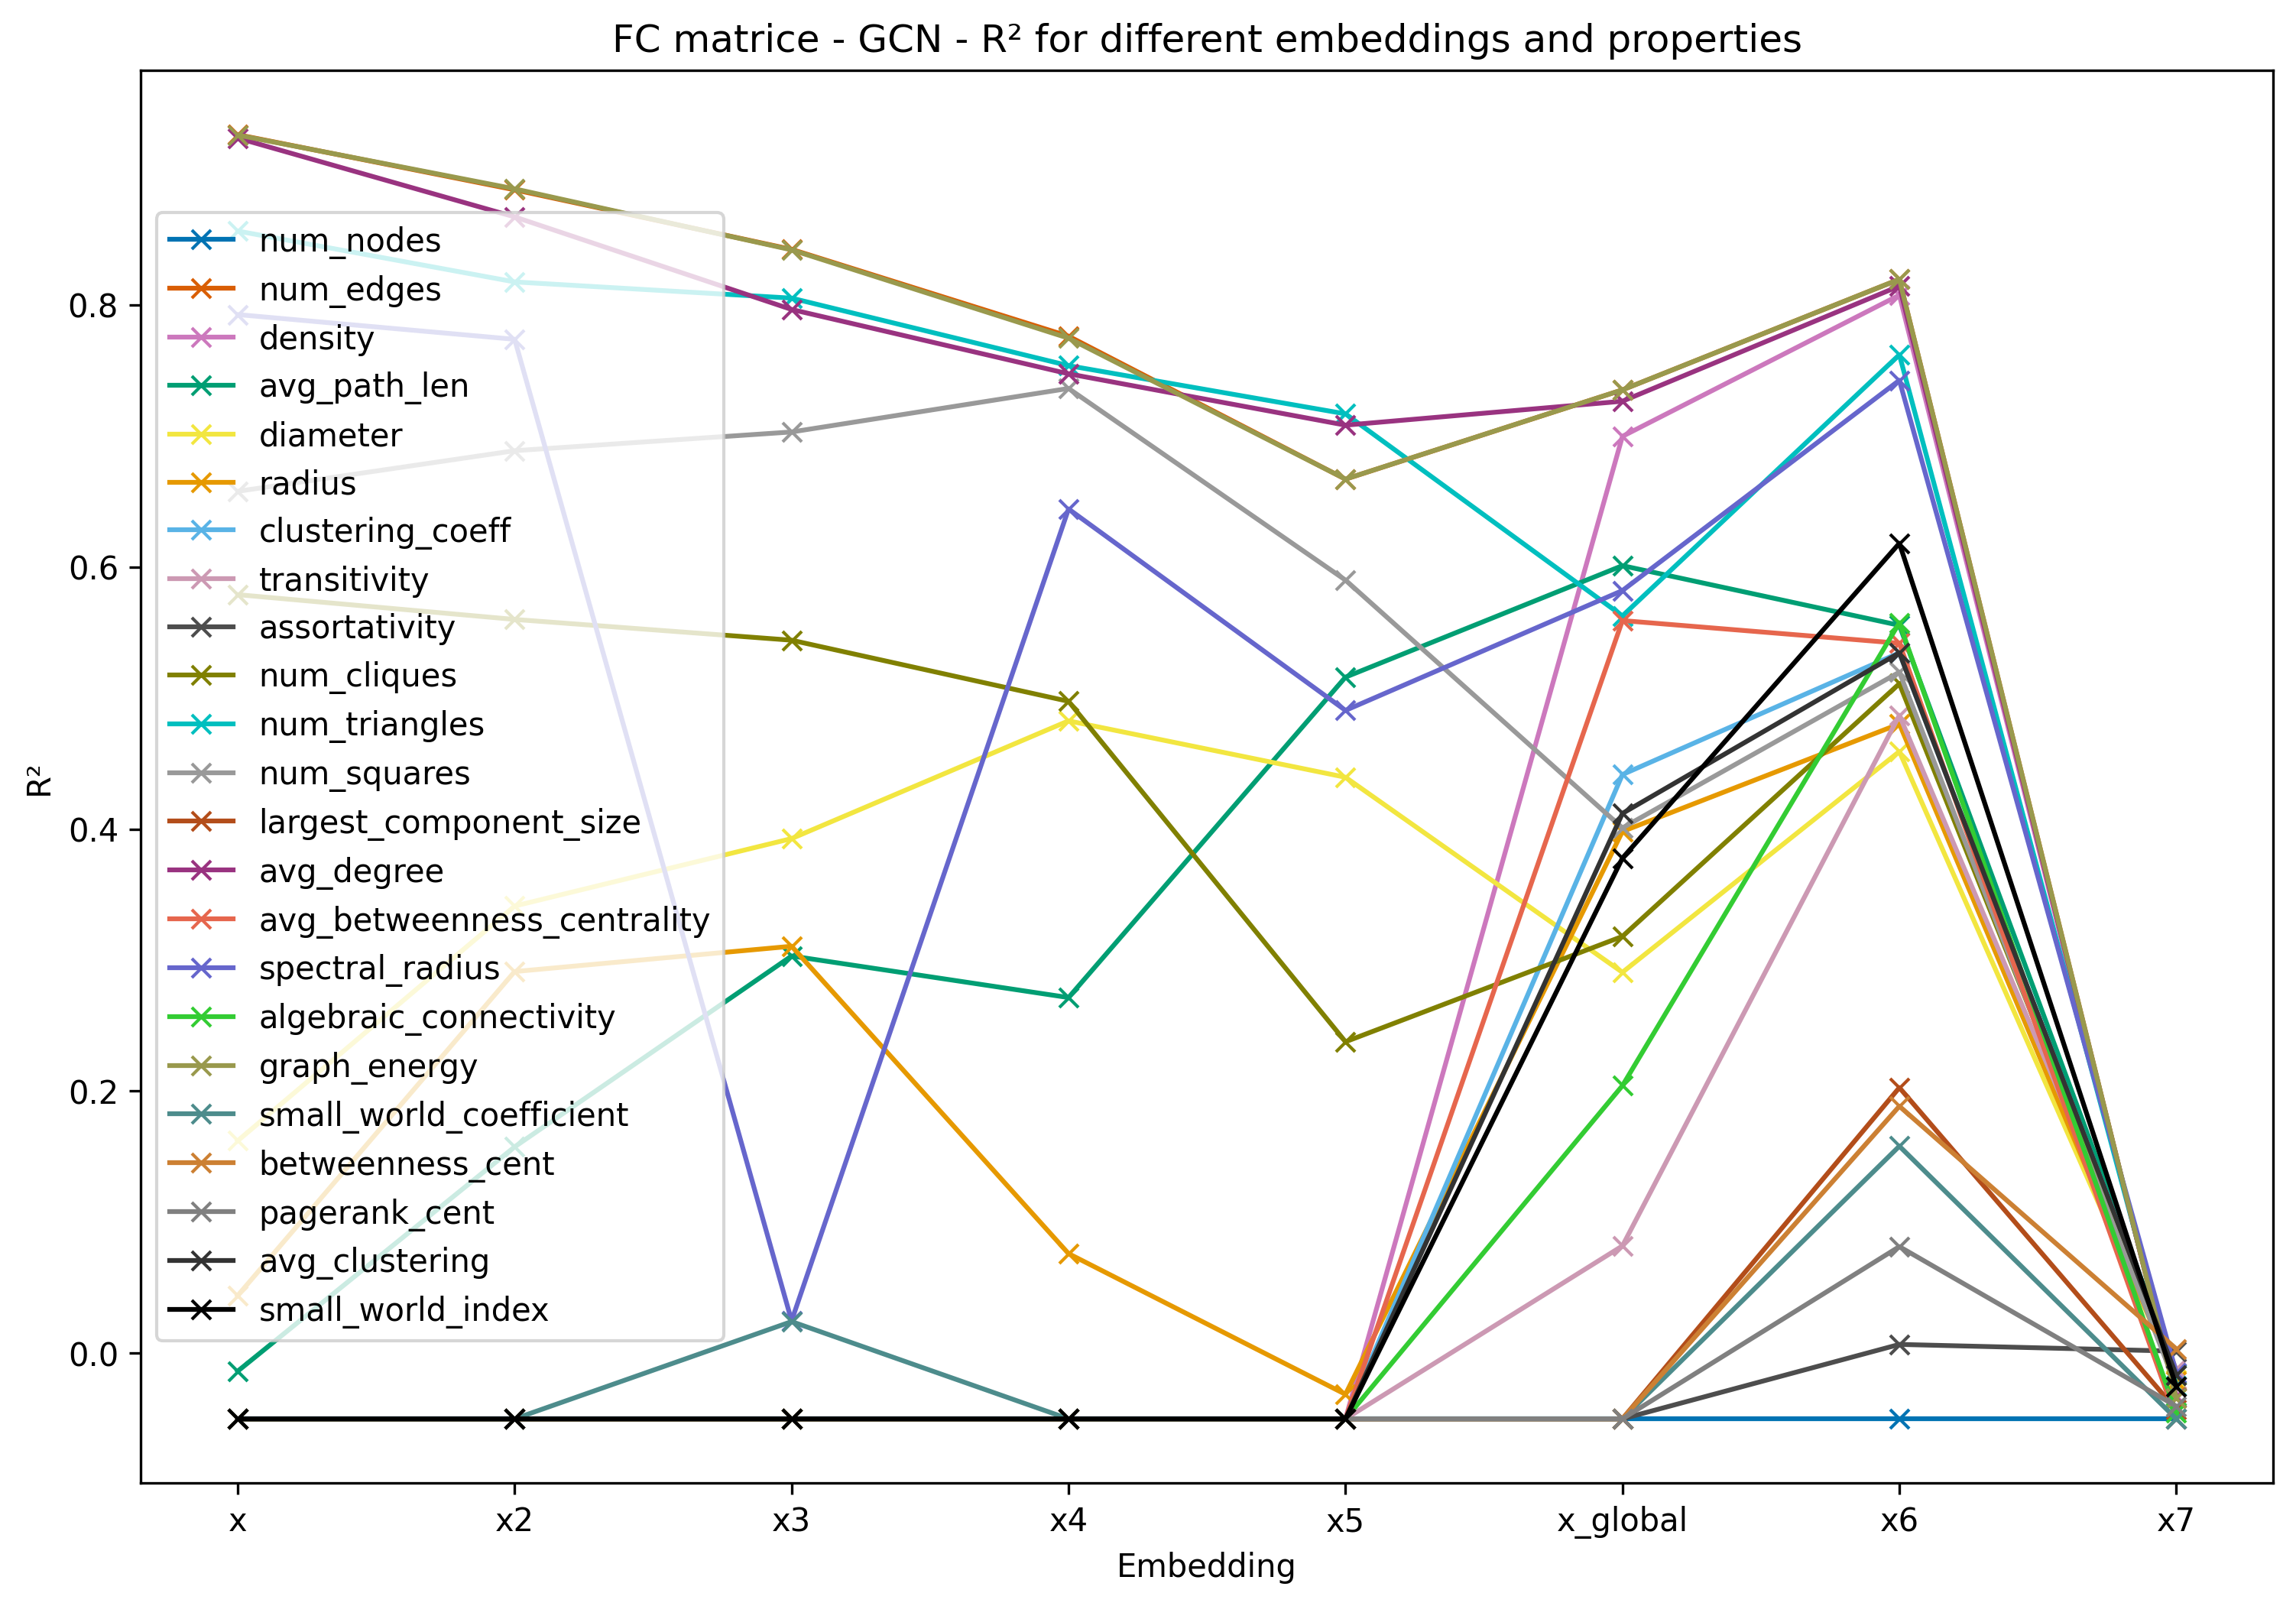 FC matrice - GCN - R² for different embeddings and properties
R²
0.8
0.6
0.4
0.2
0.0
num_nodes
num_edges
density
avg_path_len
diameter
radius
clustering_coeff
transitivity
assortativity
num_cliques
num_triangles
num_squares
largest_component_size
avg_degree
avg_betweenness_centrality
spectral_radius
algebraic_connectivity
graph_energy
small_world_coefficient
betweenness_cent
pagerank_cent
avg_clustering
small_world_index
x x2 x3 x4 x5 x_global x6 x7
Embedding